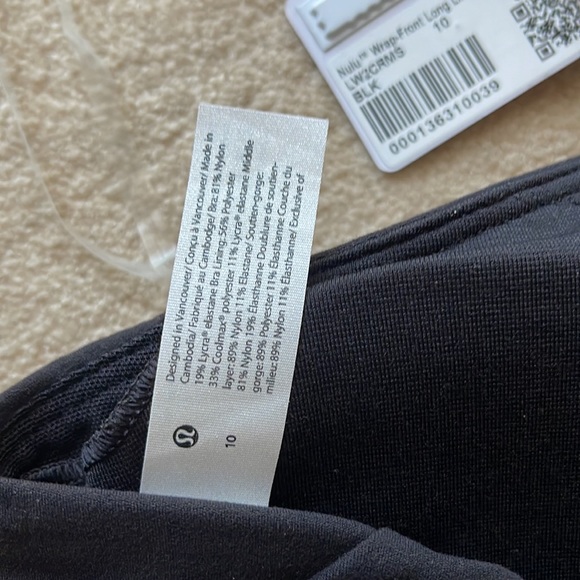 Nulu™ Wrap-Front Long
LW2CRMS 10
BLK
000136310039
Designed in Vancouver/ Conçu à Vancouver/ Made in
Cambodia/ Fabriqué au Cambodge/ Bra: 81% Nylon
19% Lycra® elastane Bra Lining: 56% Polyester
33% Coolmax® polyester 11% Lycra® elastane Middle
layer: 89% Nylon 11% Elastane/ Soutien-gorge:
81% Nylon 19% Élasthanne Doublure de soutien-
gorge: 89% Polyester 11% Élasthanne Couche du
milieu: 89% Nylon 11% Élasthanne/ Exclusive of
10